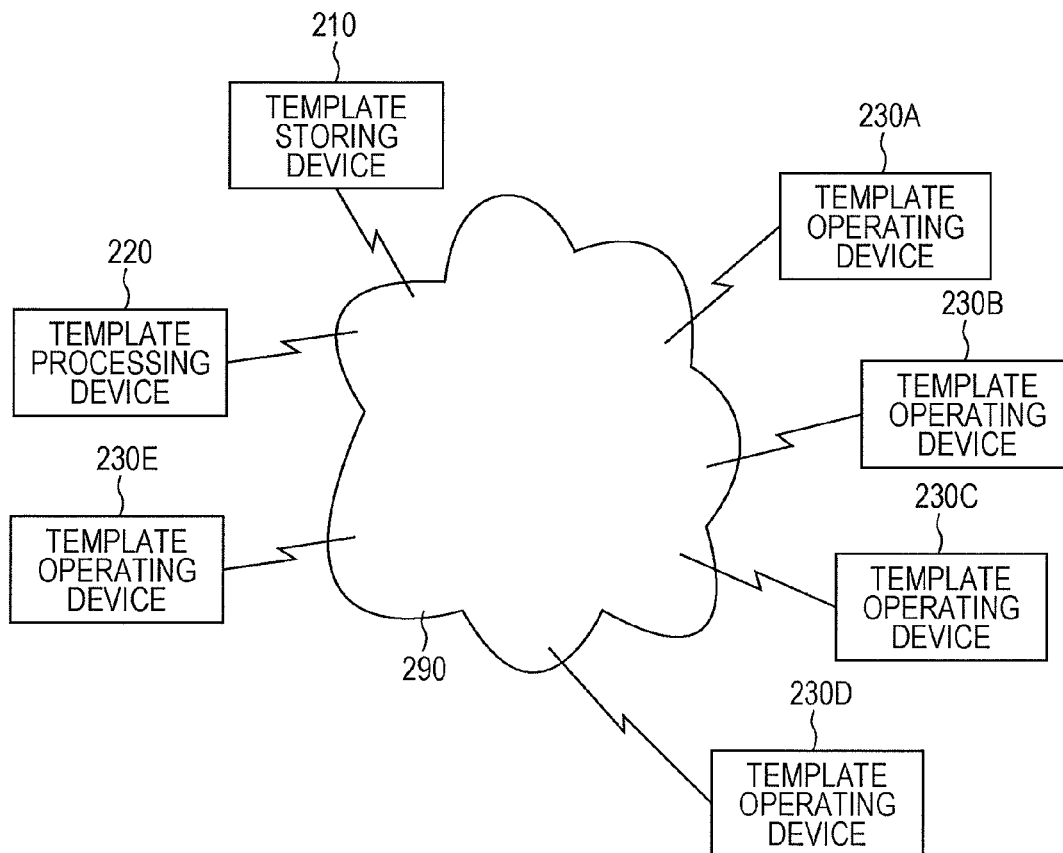 210
TEMPLATE
STORING
DEVICE
230A
TEMPLATE
OPERATING
DEVICE
220
TEMPLATE
PROCESSING
DEVICE
230B
TEMPLATE
OPERATING
DEVICE
230E
TEMPLATE
OPERATING
DEVICE
230C
TEMPLATE
OPERATING
DEVICE
290
230D
TEMPLATE
OPERATING
DEVICE